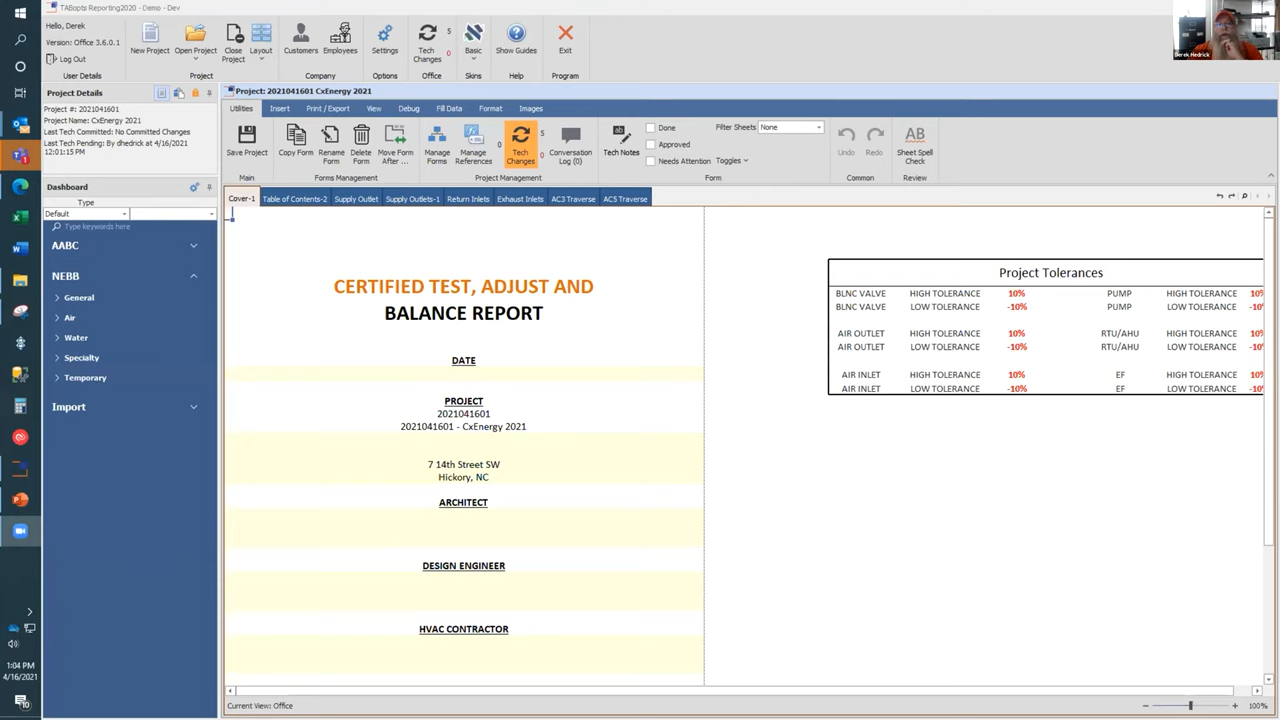 TABopts Reporting2020 - Demo - Dev
Hello, Derek
Version: Office 3.6.0.1
Log Out
User Details
New Project
Open Project
Close Project
Layout
Project
Customers
Employees
Company
Settings
Options
Tech Changes
5
0
Office
Basic
Skins
Show Guides
Help
Exit
Program
Derek Hedrick
Project Details
Project #: 2021041601
Project Name: CxEnergy 2021
Last Tech Committed: No Committed Changes
Last Tech Pending: By dhedrick at 4/16/2021
12:01:15 PM
Dashboard
Type
Default
Type keywords here
AABC
NEBB
General
Air
Water
Specialty
Temporary
Import
Project: 2021041601 CxEnergy 2021
Utilities Insert Print / Export View Debug Fill Data Format Images
Save Project
Main
Copy Form
Rename Form
Delete Form
Move Form After ...
Forms Management
Manage Forms
Manage References
0
Tech Changes
5
0
Conversation Log (0)
Project Management
Tech Notes
Done
Approved
Needs Attention
Filter Sheets None
Toggles
Form
Undo
Redo
Common
Sheet Spell Check
Review
Cover-1 Table of Contents-2 Supply Outlet Supply Outlets-1 Return Inlets Exhaust Inlets AC3 Traverse AC5 Traverse
CERTIFIED TEST, ADJUST AND
BALANCE REPORT
DATE
PROJECT
2021041601
2021041601 - CxEnergy 2021
7 14th Street SW
Hickory, NC
ARCHITECT
DESIGN ENGINEER
HVAC CONTRACTOR
Project Tolerances
BLNC VALVE HIGH TOLERANCE 10% PUMP HIGH TOLERANCE 10%
BLNC VALVE LOW TOLERANCE -10% PUMP LOW TOLERANCE -10
AIR OUTLET HIGH TOLERANCE 10% RTU/AHU HIGH TOLERANCE 10%
AIR OUTLET LOW TOLERANCE -10% RTU/AHU LOW TOLERANCE -10
AIR INLET HIGH TOLERANCE 10% EF HIGH TOLERANCE 10%
AIR INLET LOW TOLERANCE -10% EF LOW TOLERANCE -10
Current View: Office
100%
1:04 PM
4/16/2021
10